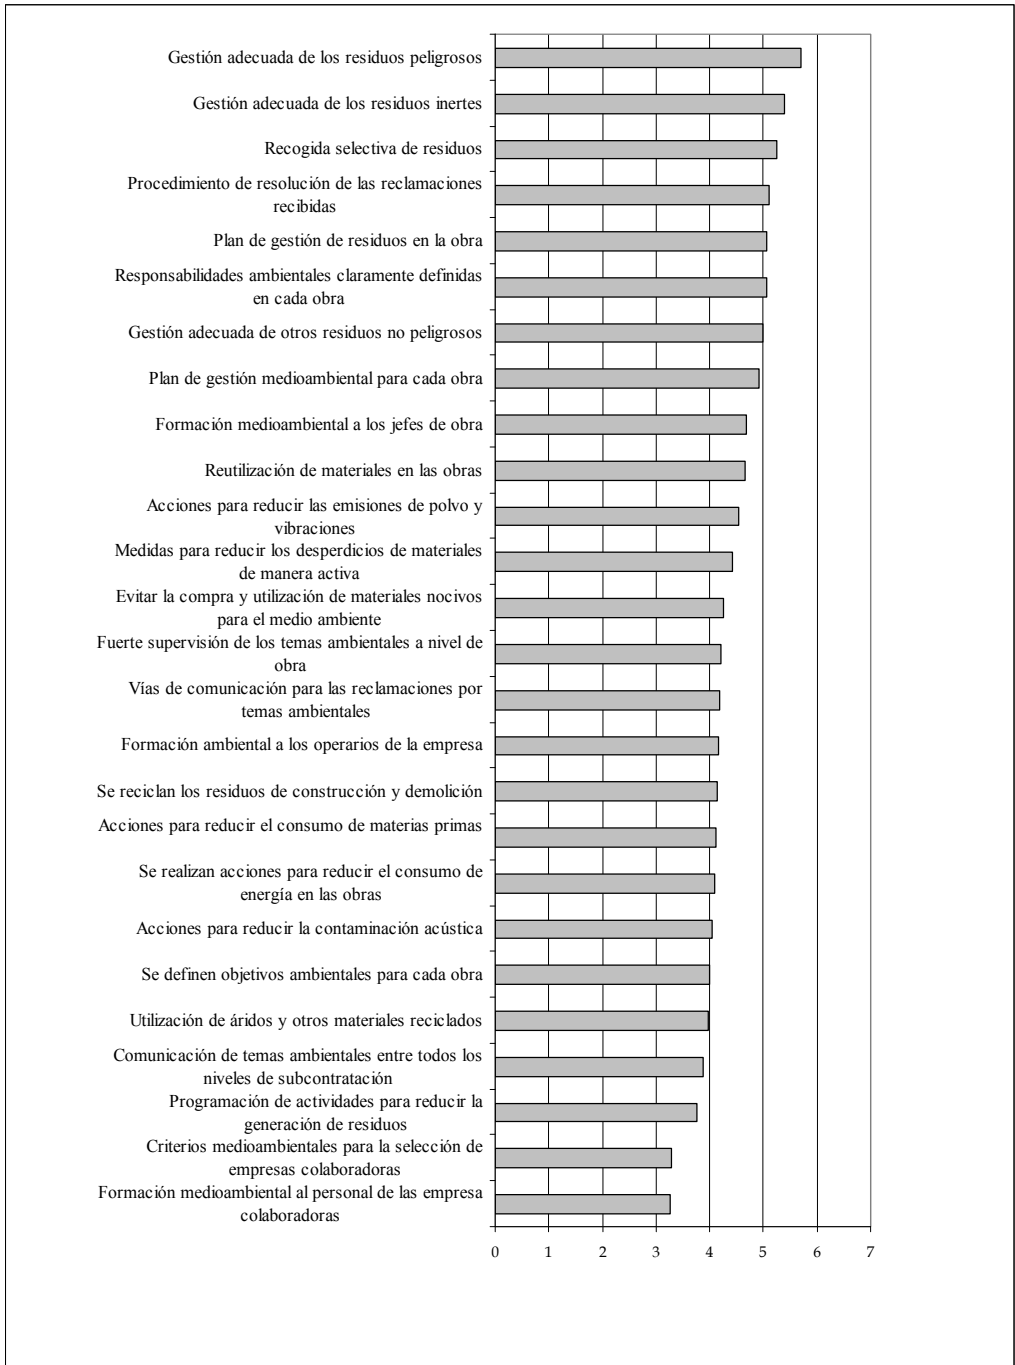 Gestión adecuada de los residuos peligrosos
Gestión adecuada de los residuos inertes
Recogida selectiva de residuos
Procedimiento de resolución de las reclamaciones
recibidas
Plan de gestión de residuos en la obra
Responsabilidades ambientales claramente definidas
en cada obra
Gestión adecuada de otros residuos no peligrosos
Plan de gestión medioambiental para cada obra
Formación medioambiental a los jefes de obra
Reutilización de materiales en las obras
Acciones para reducir las emisiones de polvo y
vibraciones
Medidas para reducir los desperdicios de materiales
de manera activa
Evitar la compra y utilización de materiales nocivos
para el medio ambiente
Fuerte supervisión de los temas ambientales a nivel de
obra
Vías de comunicación para las reclamaciones por
temas ambientales
Formación ambiental a los operarios de la empresa
Se reciclan los residuos de construcción y demolición
Acciones para reducir el consumo de materias primas
Se realizan acciones para reducir el consumo de
energía en las obras
Acciones para reducir la contaminación acústica
Se definen objetivos ambientales para cada obra
Utilización de áridos y otros materiales reciclados
Comunicación de temas ambientales entre todos los
niveles de subcontratación
Programación de actividades para reducir la
generación de residuos
Criterios medioambientales para la selección de
empresas colaboradoras
Formación medioambiental al personal de las empresa
colaboradoras
0 1 2 3 4 5 6 7